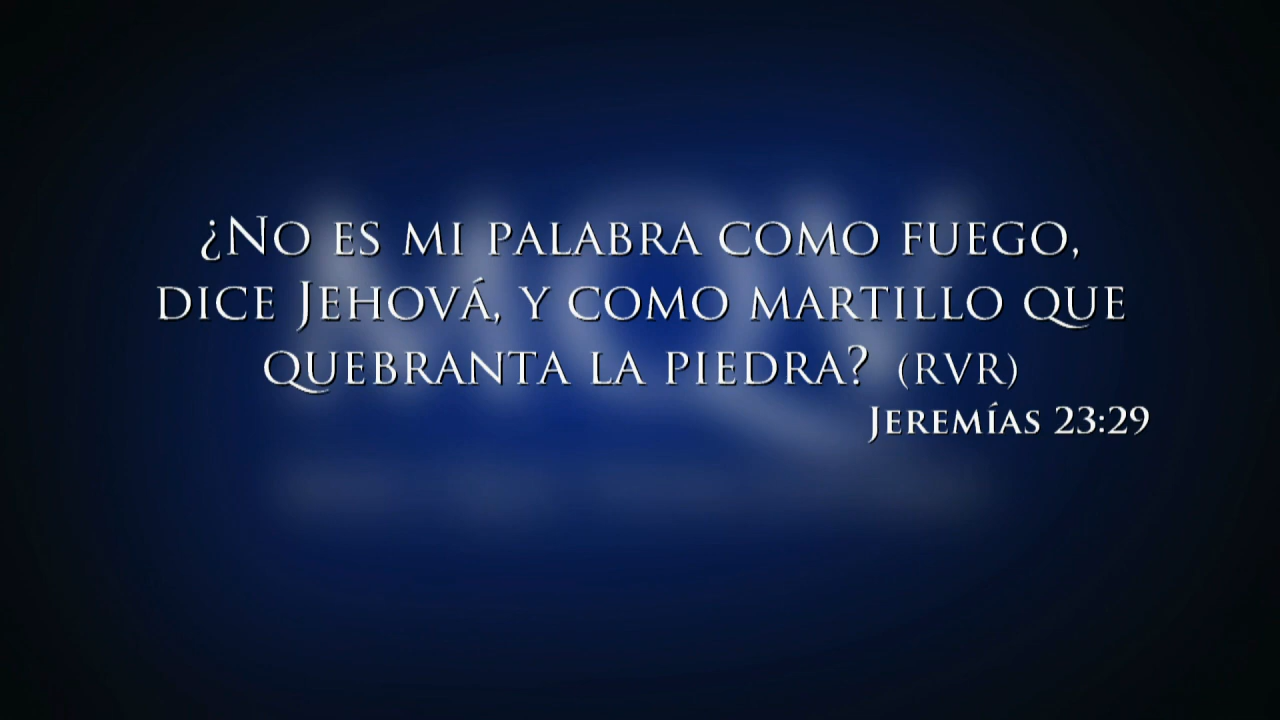 ¿No es mi palabra como fuego,
dice Jehová, y como martillo que
quebranta la piedra? (RVR)
Jeremías 23:29